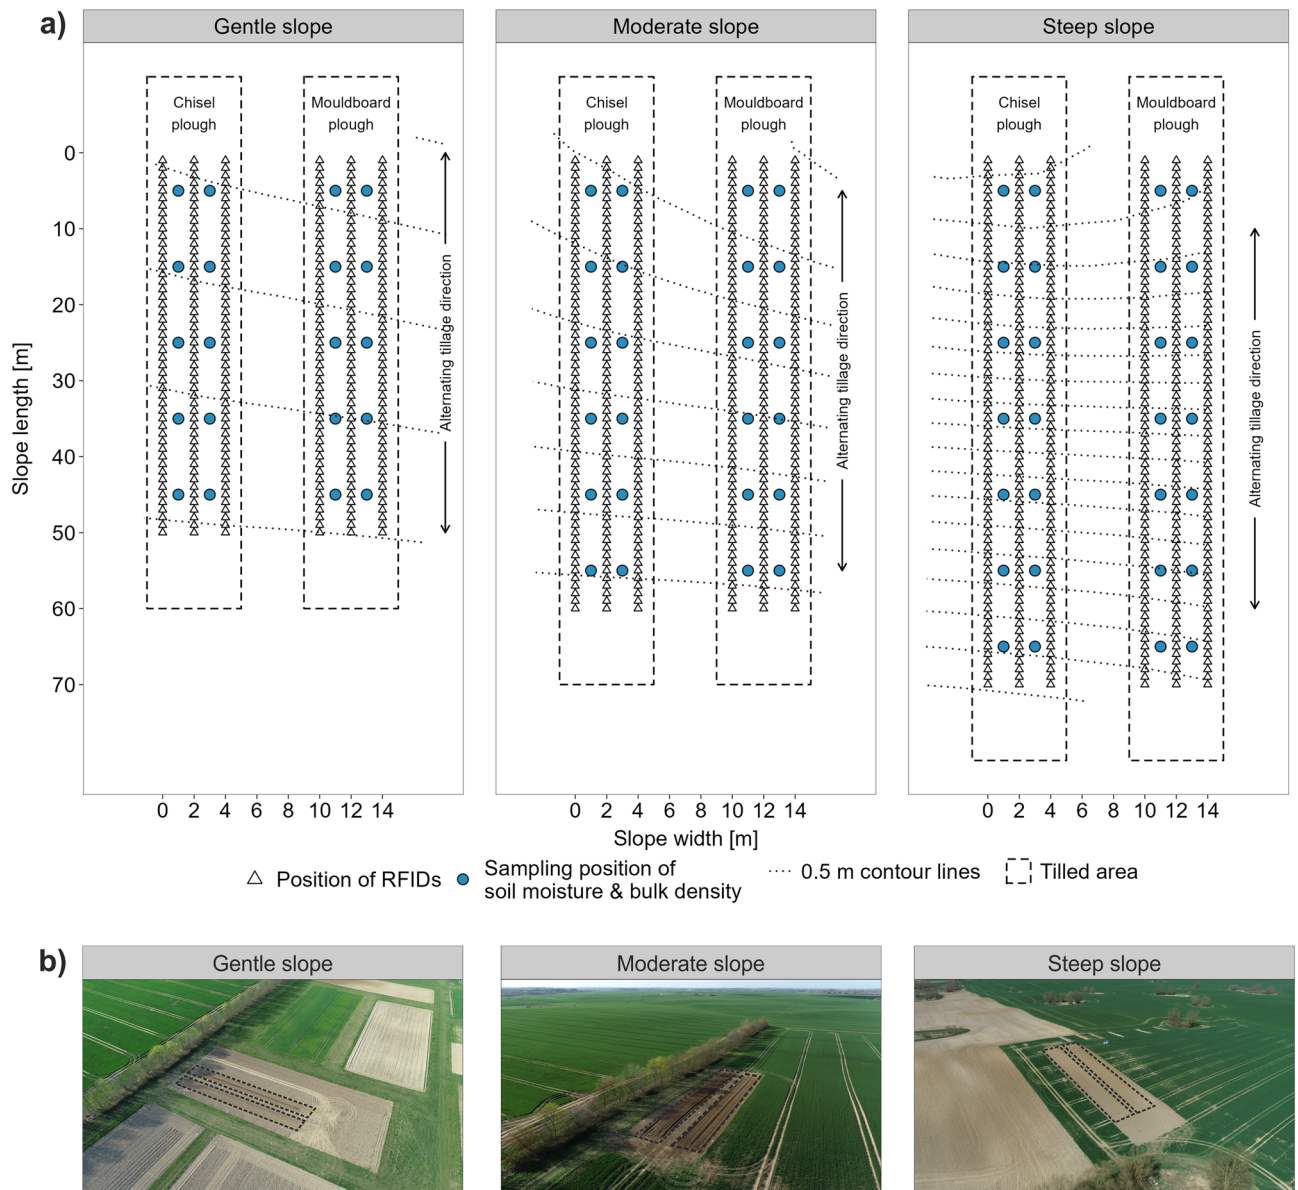 a)
Gentle slope
Moderate slope
Steep slope
Chisel
plough
Mouldboard
plough
Chisel
plough
Mouldboard
plough
Chisel
plough
Mouldboard
plough
Slope length [m]
0
10
20
30
40
50
60
70
Alternating tillage direction
Alternating tillage direction
Alternating tillage direction
0 2 4 6 8 10 12 14
0 2 4 6 8 10 12 14
0 2 4 6 8 10 12 14
Slope width [m]
Position of RFIDs
Sampling position of
soil moisture & bulk density
0.5 m contour lines
Tilled area
b)
Gentle slope
Moderate slope
Steep slope